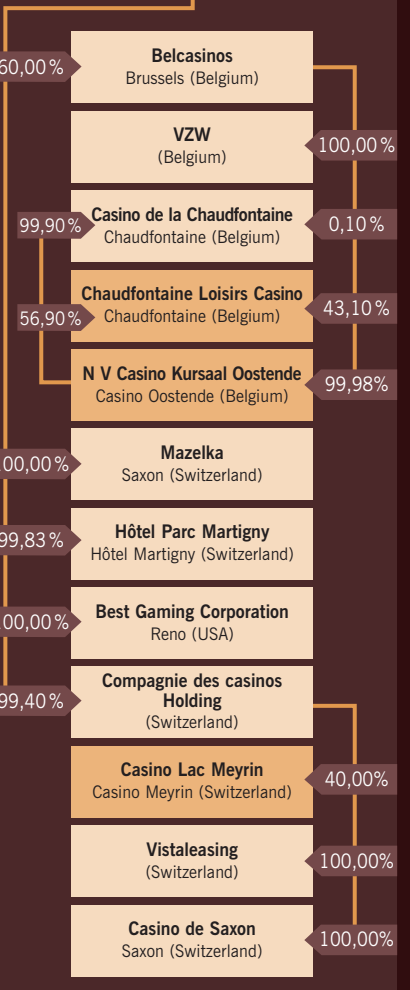 60,00 %
Belcasinos
Brussels (Belgium)
VZW
(Belgium)
100,00 %
99,90 %
Casino de la Chaudfontaine
Chaudfontaine (Belgium)
0,10 %
56,90 %
Chaudfontaine Loisirs Casino
Chaudfontaine (Belgium)
43,10 %
N V Casino Kursaal Oostende
Casino Oostende (Belgium)
99,98%
00,00 %
Mazelka
Saxon (Switzerland)
99,83 %
Hôtel Parc Martigny
Hôtel Martigny (Switzerland)
00,00 %
Best Gaming Corporation
Reno (USA)
99,40 %
Compagnie des casinos
Holding
(Switzerland)
Casino Lac Meyrin
Casino Meyrin (Switzerland)
40,00%
Vistaleasing
(Switzerland)
100,00%
Casino de Saxon
Saxon (Switzerland)
100,00%